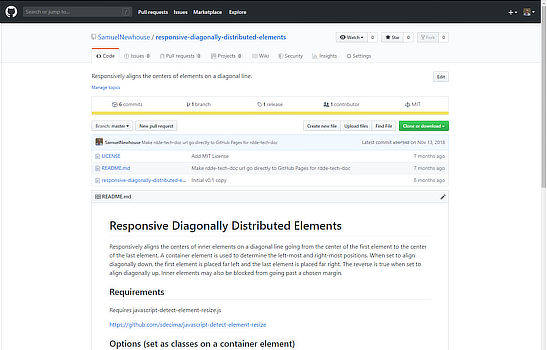 Search or jump to... / Pull requests Issues Marketplace Explore
SamuelNewhouse / responsive-diagonally-distributed-elements Watch 0 Star 0 Fork 0
Code Issues 0 Pull requests 0 Projects 0 Wiki Security Insights Settings
Responsively aligns the centers of elements on a diagonal line. Edit
Manage topics
6 commits 1 branch 1 release 1 contributor MIT
Branch: master New pull request Create new file Upload files Find File Clone or download
SamuelNewhouse Make rdde-tech-doc url go directly to GitHub Pages for rdde-tech-doc Latest commit on Nov 13, 2018
LICENSE Add MIT License 7 months ago
README.md Make rdde-tech-doc url go directly to GitHub Pages for rdde-tech-doc 7 months ago
responsive-diagonally-distributed-e... Initial v0.1 copy 8 months ago
README.md
Responsive Diagonally Distributed Elements
Responsively aligns the centers of inner elements on a diagonal line going from the center of the first element to the center
of the last element. A container element is used to determine the left-most and right-most positions. When set to align
diagonally down, the first element is placed far left and the last element is placed far right. The reverse is true when set to
align diagonally up. Inner elements may also be blocked from going past a chosen margin.
Requirements
Requires javascript-detect-element-resize.js
https://github.com/sdecima/javascript-detect-element-resize
Options (set as classes on a container element)